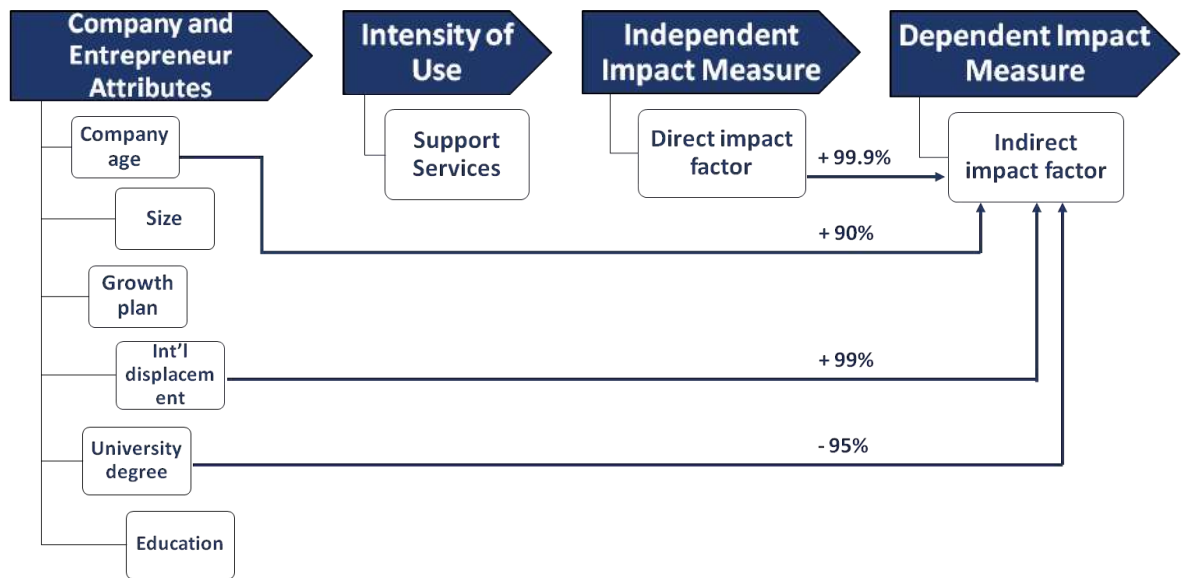 Company and
Entrepreneur
Attributes
Intensity of
Use
Independent
Impact Measure
Dependent Impact
Measure
Company
age
Size
Growth
plan
Int'l
displacem
ent
University
degree
Education
Support
Services
Direct impact
factor
Indirect
impact factor
+ 99.9%
+ 90%
+ 99%
- 95%